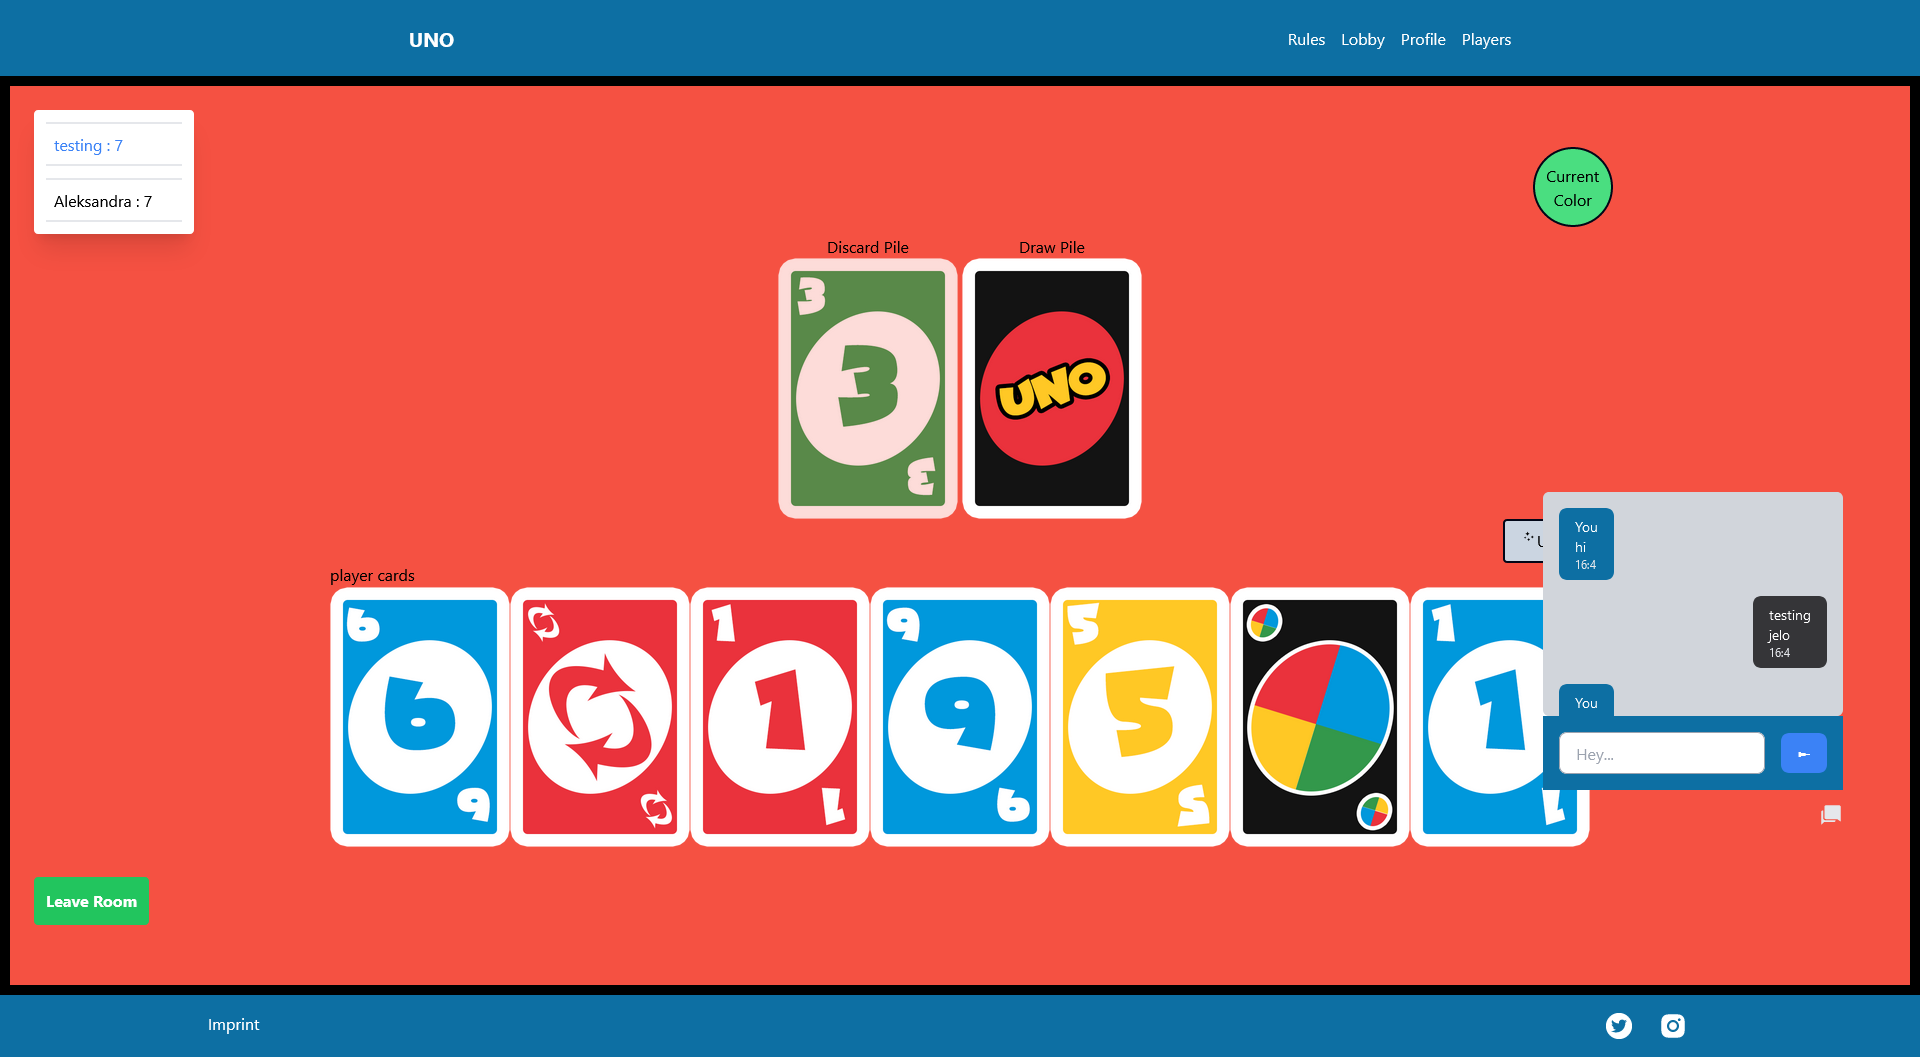 UNO
Rules
Lobby
Profile
Players
testing : 7
Aleksandra : 7
Current
Color
Discard Pile
Draw Pile
3
3
3
UNO
U
player cards
6
6
6
1
1
1
9
9
9
5
5
5
1
1
1
You
hi
16:4
testing
jelo
16:4
You
Hey...
Leave Room
Imprint